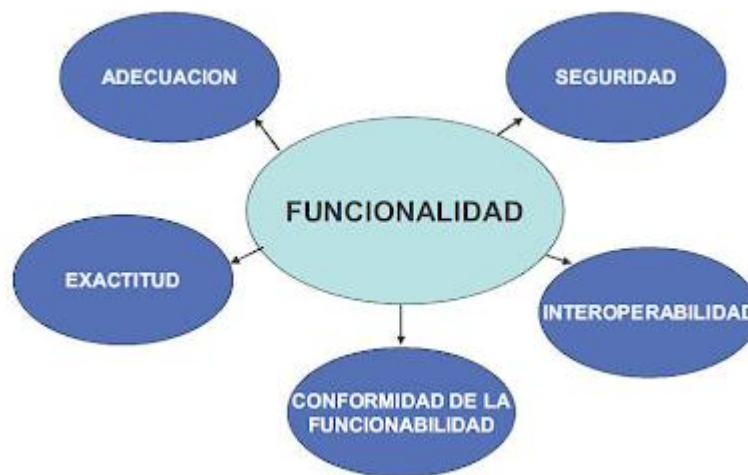 ADECUACION
SEGURIDAD
FUNCIONALIDAD
EXACTITUD
INTEROPERABILIDAD
CONFORMIDAD DE LA
FUNCIONABILIDAD